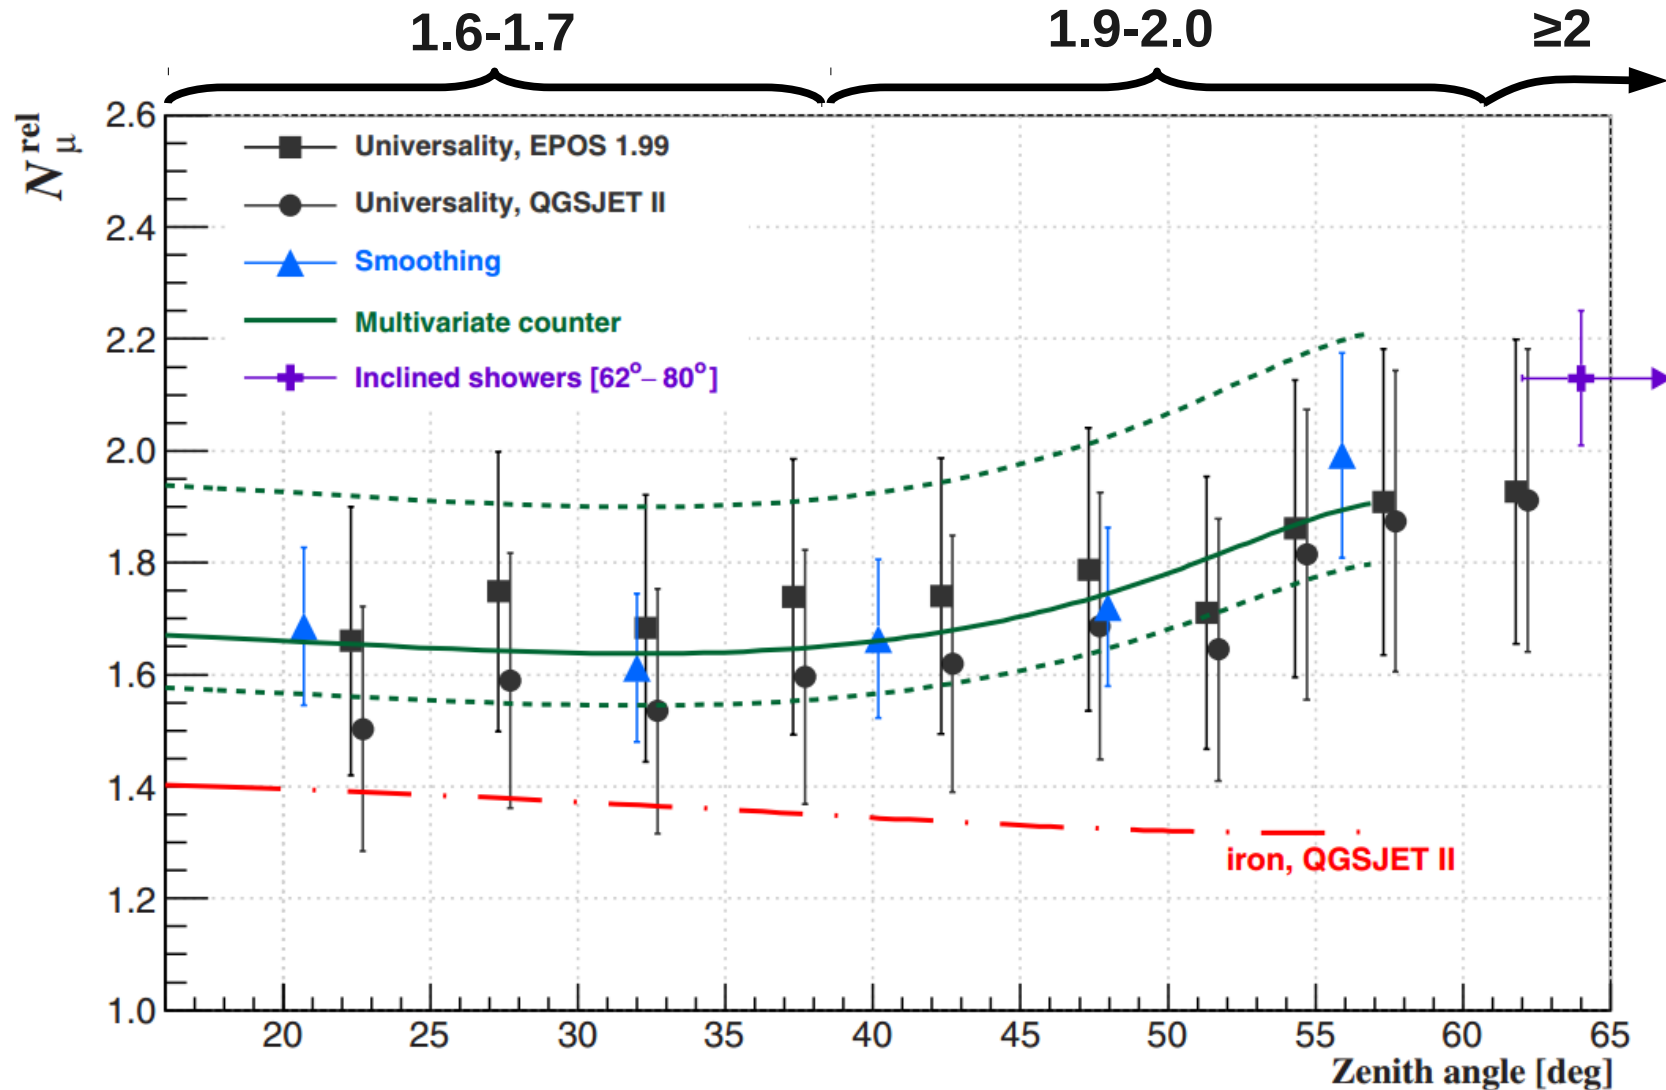 1.6-1.7 1.9-2.0 ≥2
N_μ^rel
2.6
2.4
2.2
2.0
1.8
1.6
1.4
1.2
1.0
Universality, EPOS 1.99
Universality, QGSJET II
Smoothing
Multivariate counter
Inclined showers [62°– 80°]
iron, QGSJET II
20 25 30 35 40 45 50 55 60 65
Zenith angle [deg]